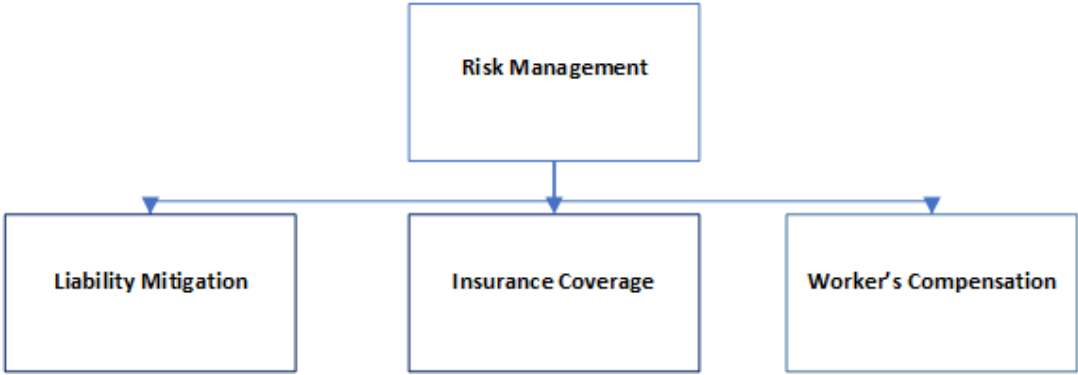 Risk Management
Liability Mitigation
Insurance Coverage
Worker’s Compensation